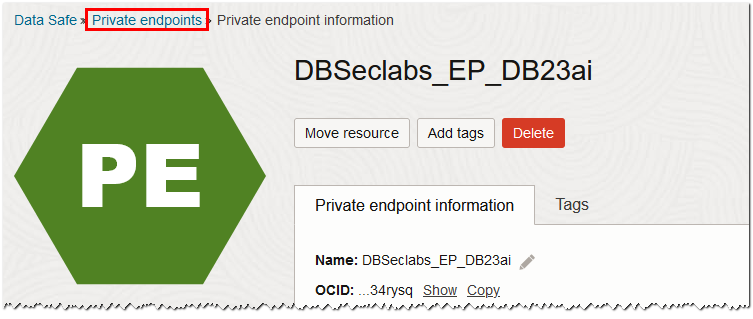 Data Safe » Private endpoints » Private endpoint information
DBSeclabs_EP_DB23ai
Move resource Add tags Delete
PE
Private endpoint information Tags
Name: DBSeclabs_EP_DB23ai
OCID: ...34rysq Show Copy